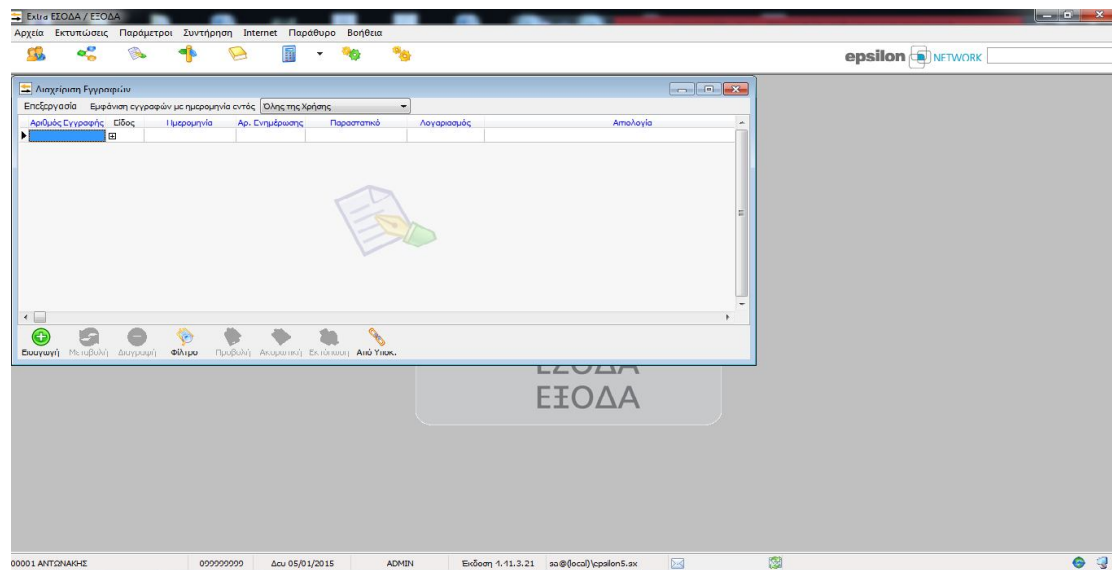 Extra ΕΣΟΔΑ / ΕΞΟΔΑ
Αρχεία Εκτυπώσεις Παράμετροι Συντήρηση Internet Παράθυρο Βοήθεια
epsilon NETWORK
Διαχείριση Εγγραφών
Επεξεργασία Εμφάνιση εγγραφών με ημερομηνία εντός Όλης της Χρήσης
Αριθμός Εγγραφής Είδος Ημερομηνία Αρ. Ενημέρωσης Παραστατικό Λογαριασμός Αιτιολογία
Εισαγωγή Μεταβολή Διαγραφή Φίλτρο Προβολή Ακυρωτική Εκτύπωση Από Υποκ.
ΕΣΟΔΑ
ΕΞΟΔΑ
00001 ΑΝΤΩΝΑΚΗΣ 099999999 Δευ 05/01/2015 ADMIN Έκδοση 4.11.3.21 sa@(local)\epsilon5.sx